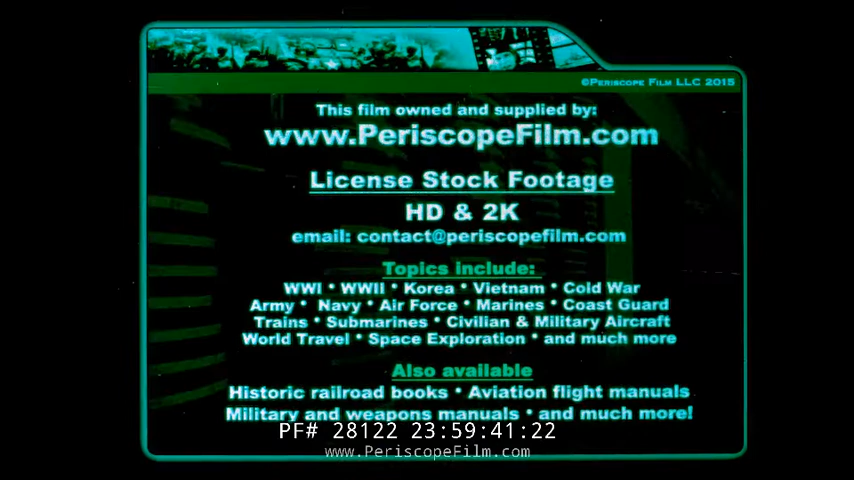 ©Periscope Film LLC 2015
This film owned and supplied by:
www.PeriscopeFilm.com
License Stock Footage
HD & 2K
email: contact@periscopefilm.com
Topics include:
WWI • WWII • Korea • Vietnam • Cold War
Army • Navy • Air Force • Marines • Coast Guard
Trains • Submarines • Civilian & Military Aircraft
World Travel • Space Exploration • and much more
Also available
Historic railroad books • Aviation flight manuals
Military and weapons manuals • and much more!
PF# 28122 23:59:41:22
www.PeriscopeFilm.com